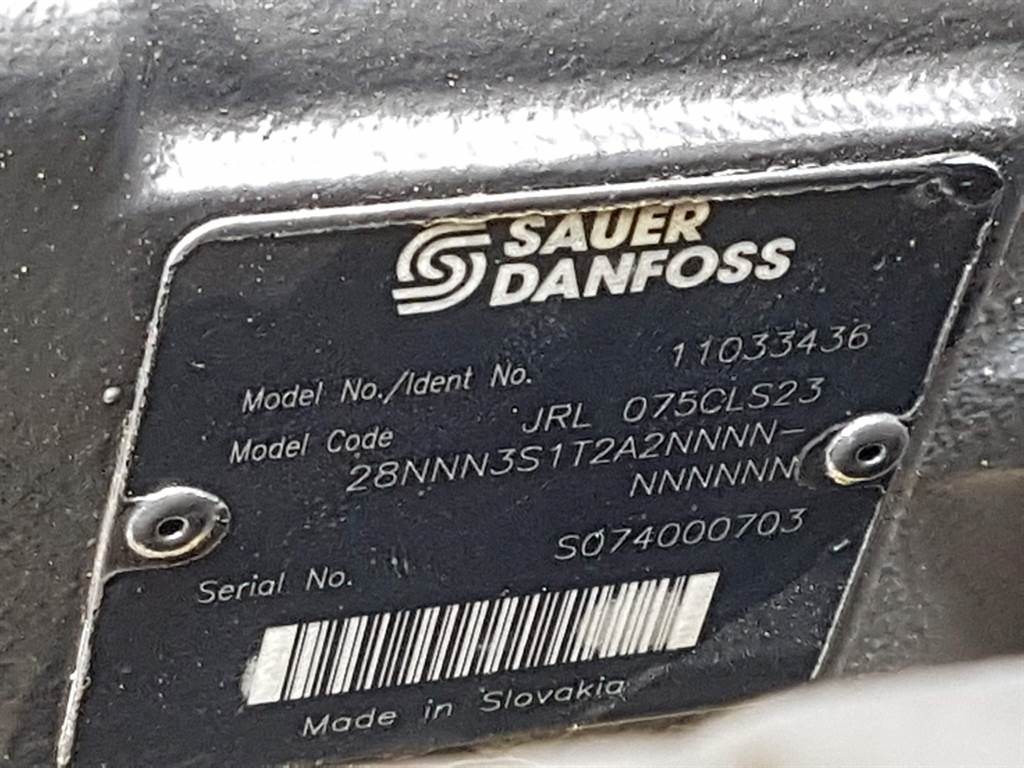 SAUER
DANFOSS
Model No./Ident No. 11033436
Model Code JRL 075CLS23
28NNN3S1T2A2NNNN-
NNNNNN
Serial No. S074000703
Made in Slovakia